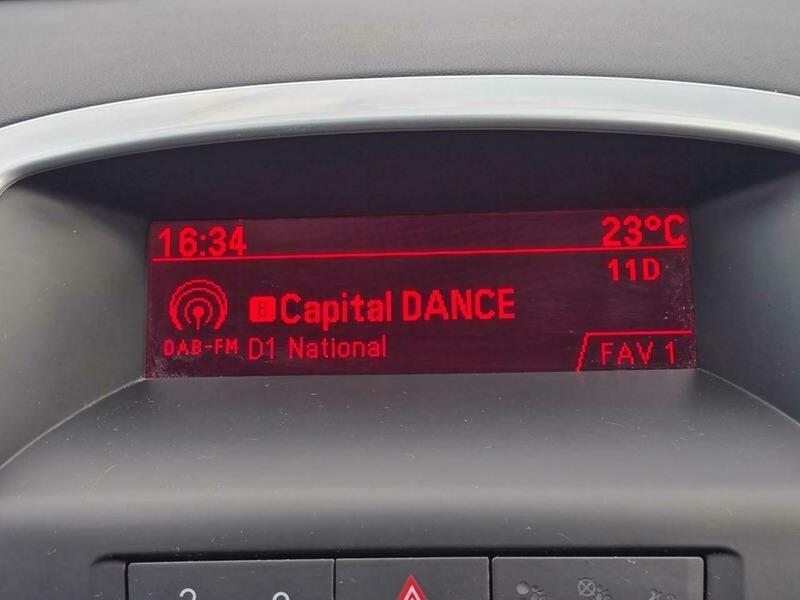 16:34 23°C
11D
6 Capital DANCE
DAB-FM D1 National FAV 1